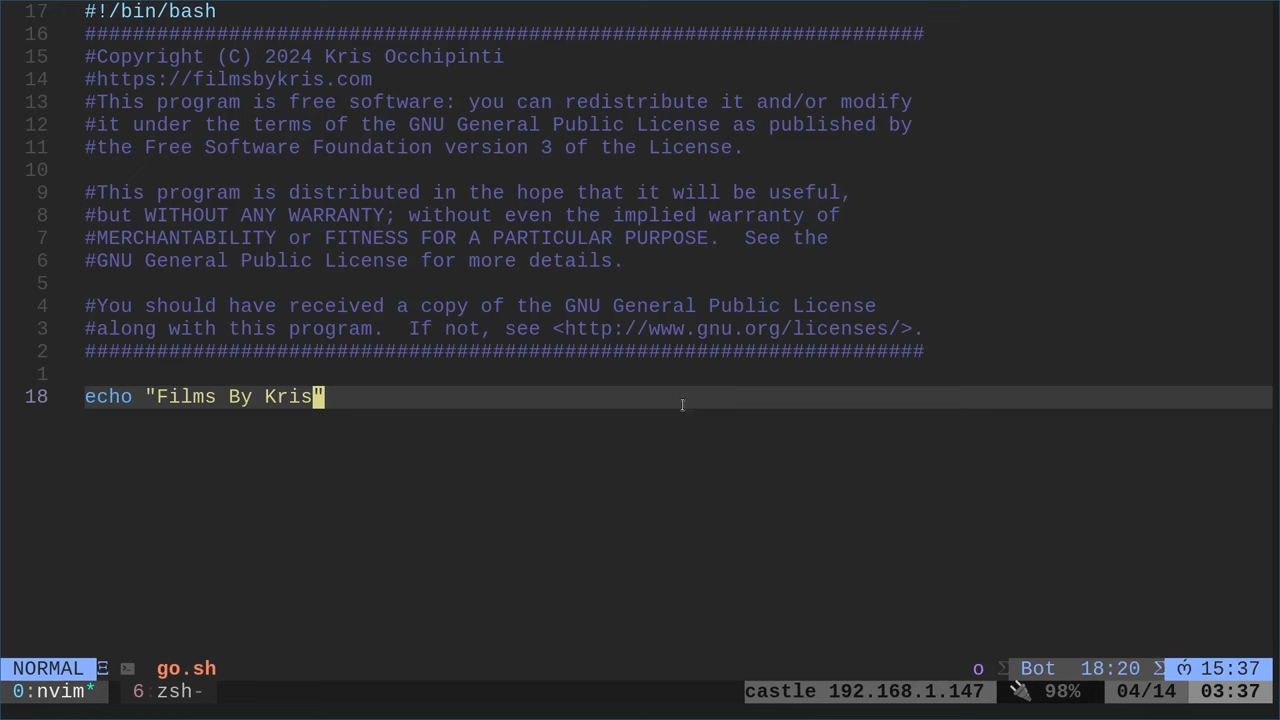 17 #!/bin/bash
16 ######################################################################
15 #Copyright (C) 2024 Kris Occhipinti
14 #https://filmsbykris.com
13 #This program is free software: you can redistribute it and/or modify
12 #it under the terms of the GNU General Public License as published by
11 #the Free Software Foundation version 3 of the License.
10
9 #This program is distributed in the hope that it will be useful,
8 #but WITHOUT ANY WARRANTY; without even the implied warranty of
7 #MERCHANTABILITY or FITNESS FOR A PARTICULAR PURPOSE.  See the
6 #GNU General Public License for more details.
5
4 #You should have received a copy of the GNU General Public License
3 #along with this program.  If not, see <http://www.gnu.org/licenses/>.
2 ######################################################################
1
18 echo "Films By Kris"
NORMAL go.sh o Bot 18:20 15:37
0:nvim* 6 zsh- castle 192.168.1.147 98% 04/14 03:37